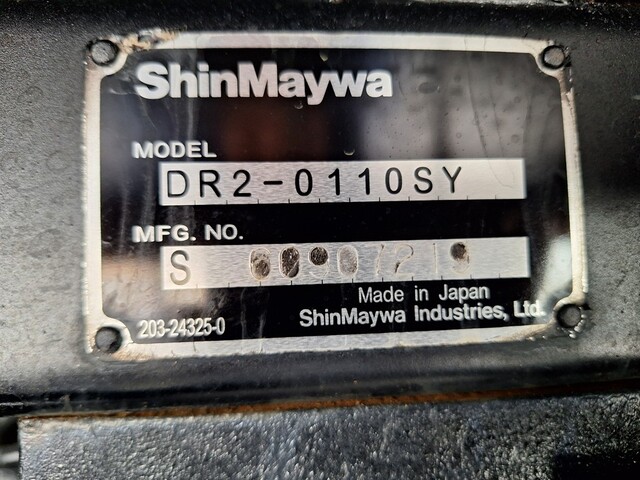 ShinMaywa
MODEL
DR2-0110SY
MFG. NO.
S
Made in Japan
203-24325-0
ShinMaywa Industries, Ltd.